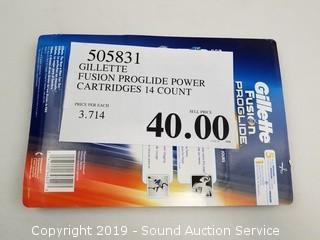 505831
GILLETTE
FUSION PROGLIDE POWER
CARTRIDGES 14 COUNT
PRICE PER EACH
SELL PRICE
3.714
40.00
Gillette
Fusion
PROGLIDE
Copyright 2019 - Sound Auction Service